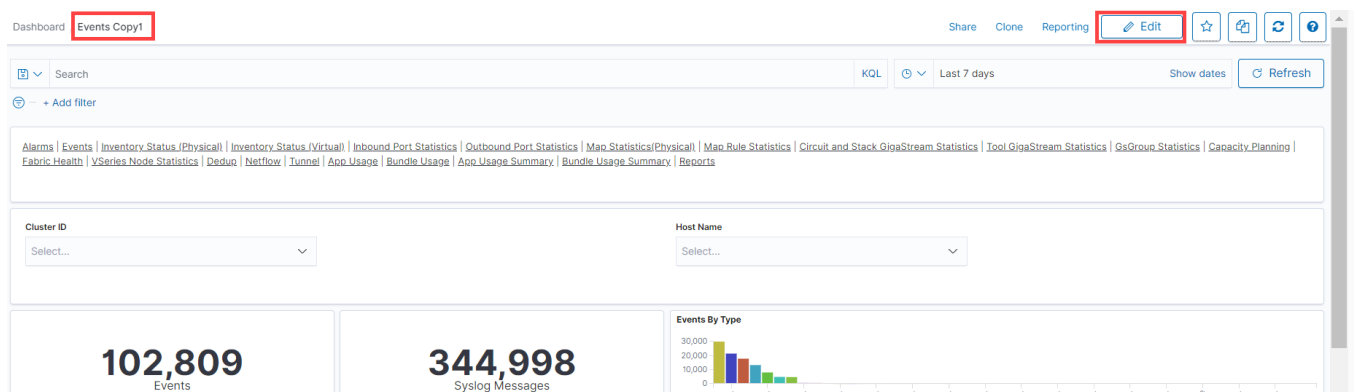 Dashboard Events Copy1 Share Clone Reporting Edit
Search KQL Last 7 days Show dates Refresh
+ Add filter
Alarms | Events | Inventory Status (Physical) | Inventory Status (Virtual) | Inbound Port Statistics | Outbound Port Statistics | Map Statistics(Physical) | Map Rule Statistics | Circuit and Stack GigaStream Statistics | Tool GigaStream Statistics | GsGroup Statistics | Capacity Planning |
Fabric Health | VSeries Node Statistics | Dedup | Netflow | Tunnel | App Usage | Bundle Usage | App Usage Summary | Bundle Usage Summary | Reports
Cluster ID Host Name
Select... Select...
Events By Type
102,809 344,998
Events Syslog Messages
30,000
20,000
10,000
0